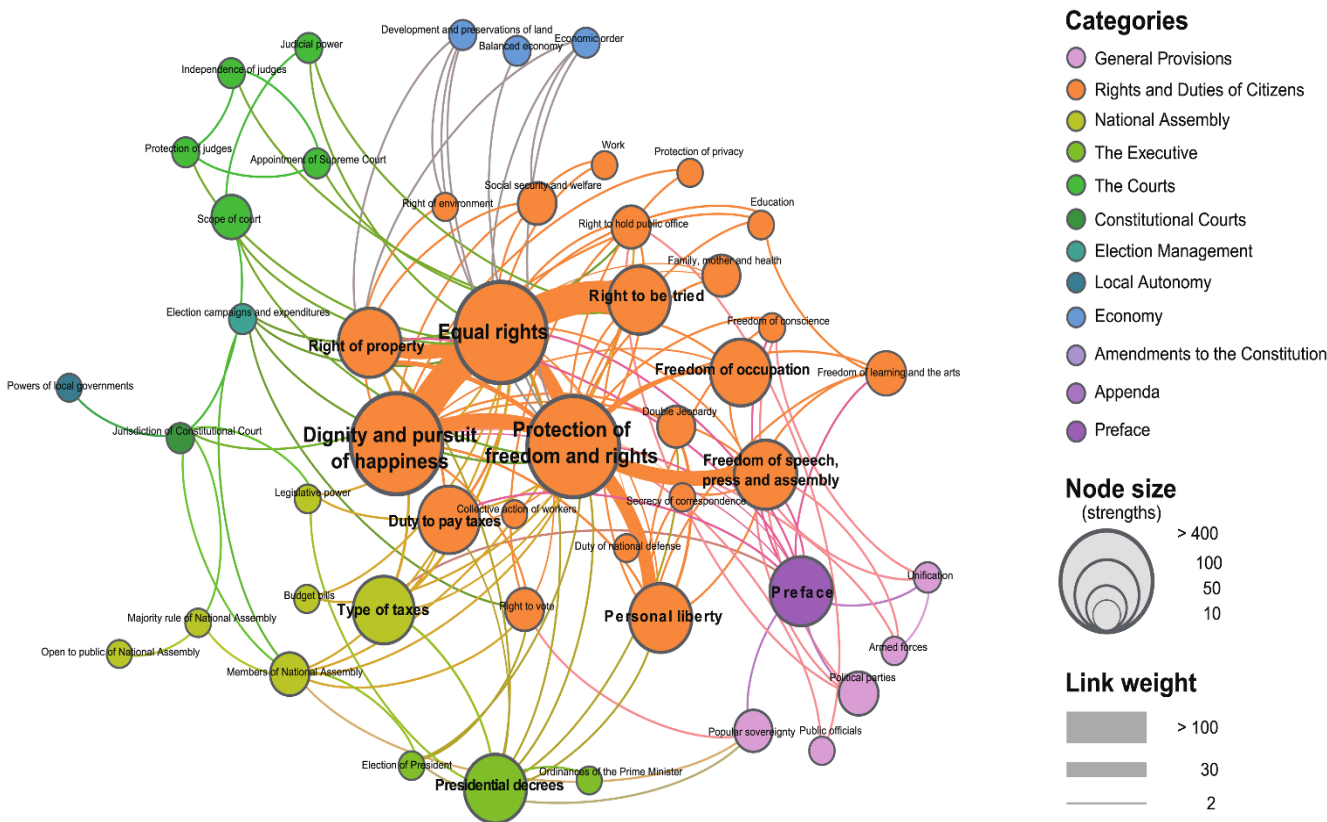 Development and preservations of land
Economic order
Judicial power
Balanced economy
Independence of judges
Work
Protection of judges
Appointment of Supreme Court
Protection of privacy
Social security and welfare
Right of environment
Education
Scope of court
Right to hold public office
Family, mother and health
Right to be tried
Election campaigns and expenditures
Freedom of conscience
Equal rights
Right of property
Freedom of occupation
Freedom of learning and the arts
Powers of local governments
Double Jeopardy
Jurisdiction of Constitutional Court
Dignity and pursuit
of happiness
Protection of
freedom and rights
Freedom of speech,
press and assembly
Legislative power
Secrecy of correspondence
Collective action of workers
Duty to pay taxes
Duty of national defense
Unification
Preface
Budget bills
Type of taxes
Right to vote
Personal liberty
Majority rule of National Assembly
Open to public of National Assembly
Armed forces
Members of National Assembly
Political parties
Popular sovereignty
Public officials
Election of President
Ordinances of the Prime Minister
Presidential decrees
Categories
General Provisions
Rights and Duties of Citizens
National Assembly
The Executive
The Courts
Constitutional Courts
Election Management
Local Autonomy
Economy
Amendments to the Constitution
Appenda
Preface
Node size
(strengths)
> 400
100
50
10
Link weight
> 100
30
2